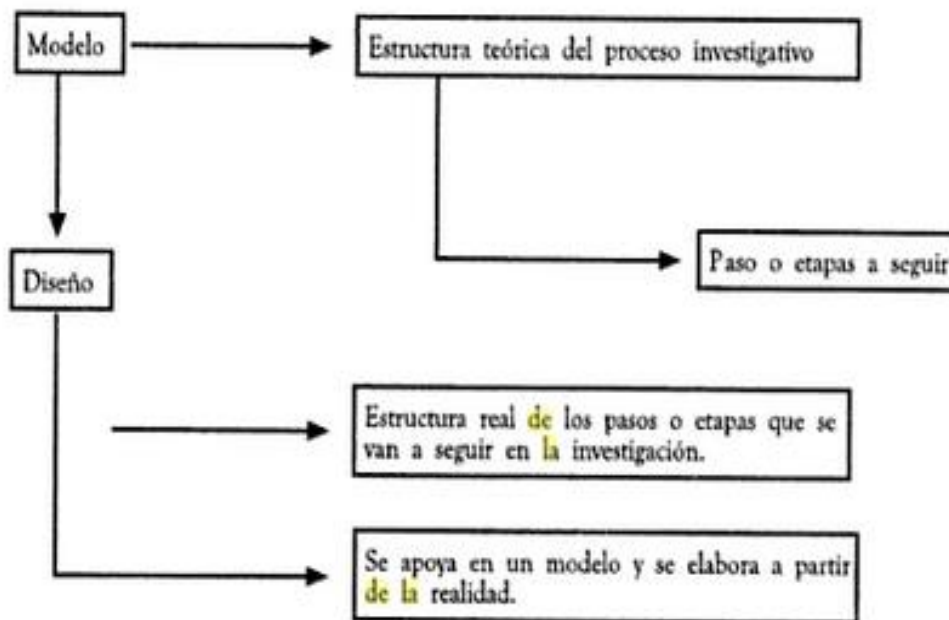 Modelo
Estructura teórica del proceso investigativo
Paso o etapas a seguir
Diseño
Estructura real de los pasos o etapas que se
van a seguir en la investigación.
Se apoya en un modelo y se elabora a partir
de la realidad.